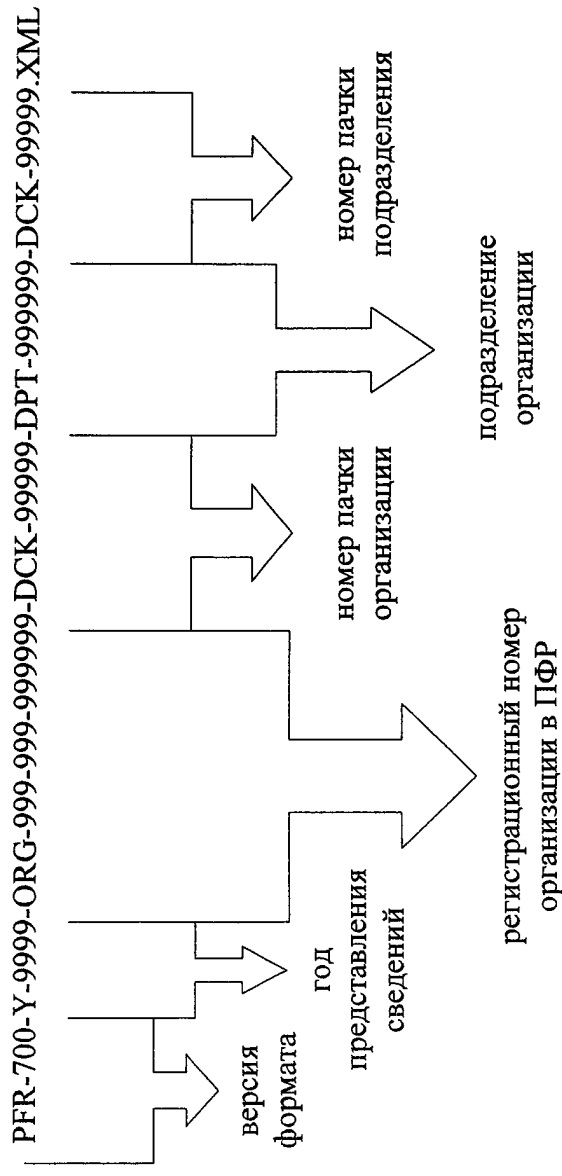 PFR-700-Y-9999-ORG-999-999-999999-DCK-99999-DPT-999999-DCK-99999.XML
версия
формата
год
представления
сведений
регистрационный номер
организации в ПФР
номер пачки
организации
подразделение
организации
номер пачки
подразделения